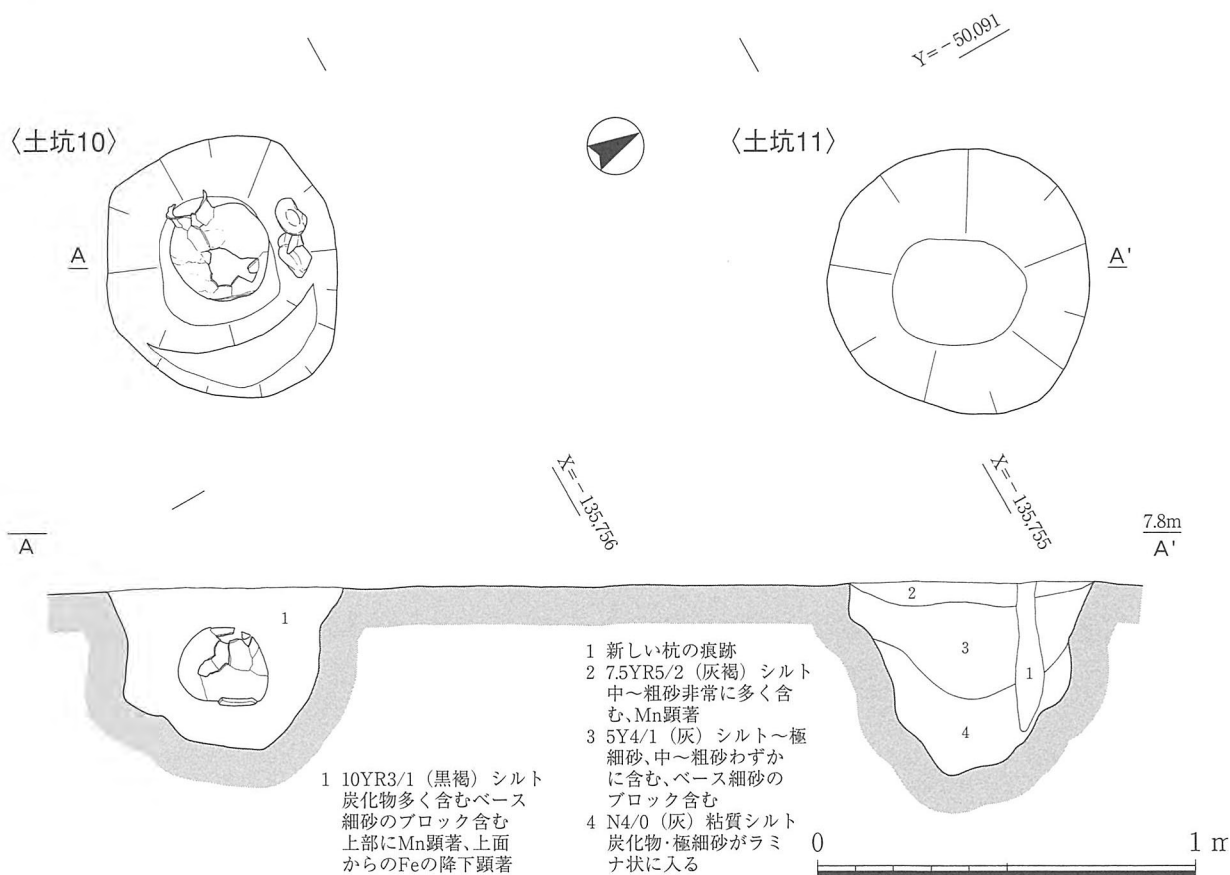 Y=－50,091
〈土坑10〉
〈土坑11〉
A
A'
X=－135,756
X=－135,755
A
7.8m
A'
1
2
3
1
4
1 10YR3/1（黒褐）シルト
炭化物多く含むベース
細砂のブロック含む
上部にMn顕著、上面
からのFeの降下顕著
1 新しい杭の痕跡
2 7.5YR5/2（灰褐）シルト
中～粗砂非常に多く含
む、Mn顕著
3 5Y4/1（灰）シルト～極
細砂、中～粗砂わずか
に含む、ベース細砂の
ブロック含む
4 N4/0（灰）粘質シルト
炭化物・極細砂がラミ
ナ状に入る
0 1 m